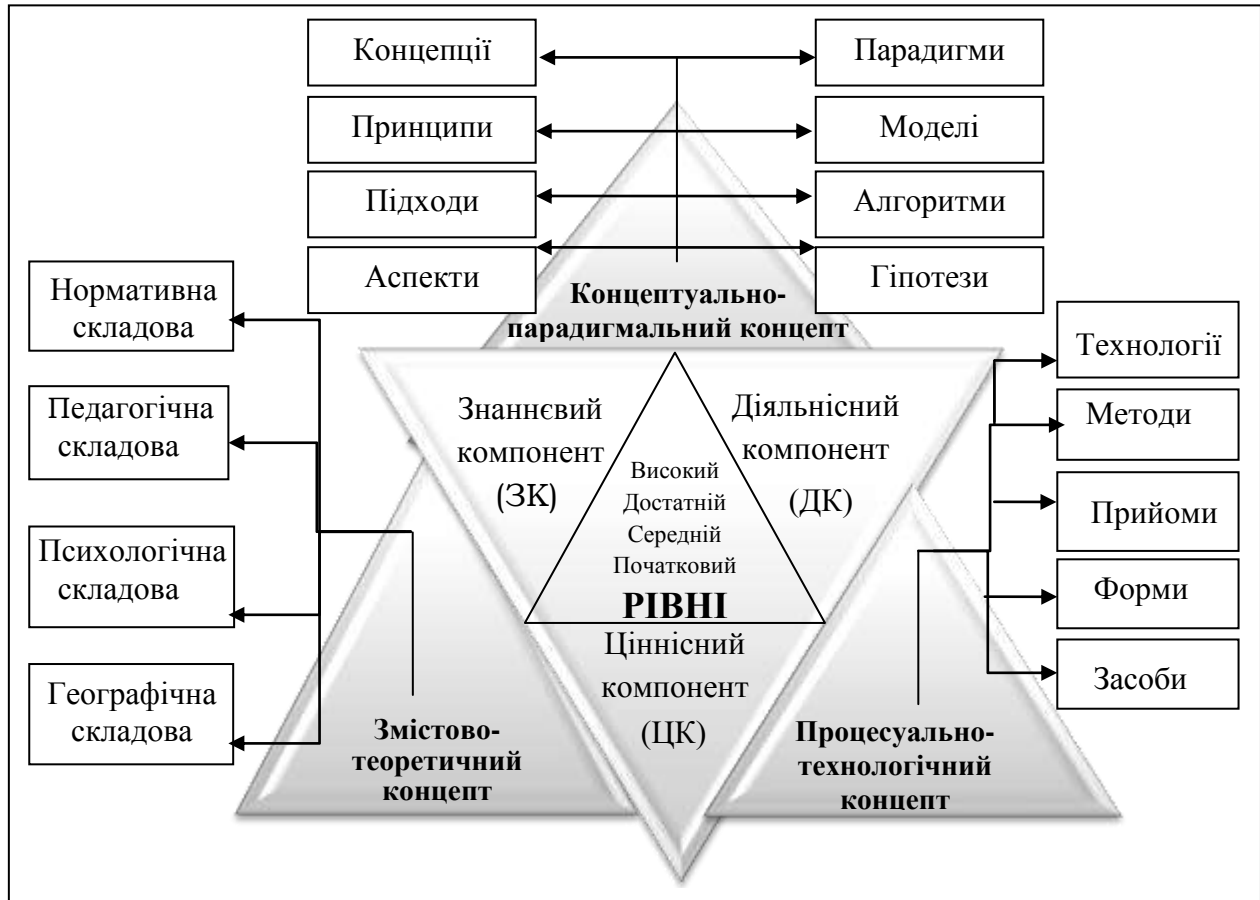 Концепції
Принципи
Підходи
Аспекти
Парадигми
Моделі
Алгоритми
Гіпотези
Концептуально-
парадигмальний концепт
Нормативна
складова
Педагогічна
складова
Психологічна
складова
Географічна
складова
Знаннєвий
компонент
(ЗК)
Діяльнісний
компонент
(ДК)
Високий
Достатній
Середній
Початковий
РІВНІ
Ціннісний
компонент
(ЦК)
Технології
Методи
Прийоми
Форми
Засоби
Змістово-
теоретичний
концепт
Процесуально-
технологічний
концепт